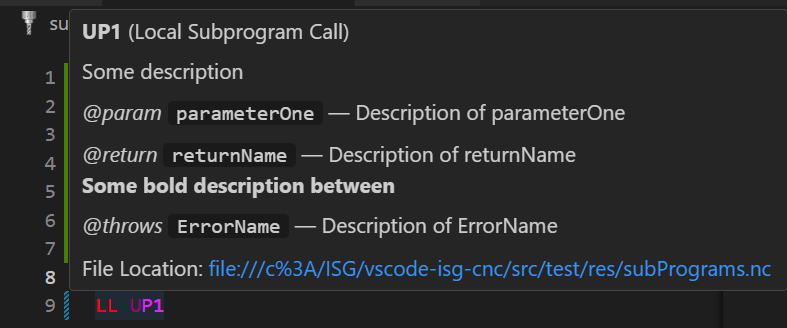 su
UP1 (Local Subprogram Call)
Some description
@param parameterOne — Description of parameterOne
@return returnName — Description of returnName
Some bold description between
@throws ErrorName — Description of ErrorName
File Location: file:///c%3A/ISG/vscode-isg-cnc/src/test/res/subPrograms.nc
1
2
3
4
5
6
7
8
9 LL UP1